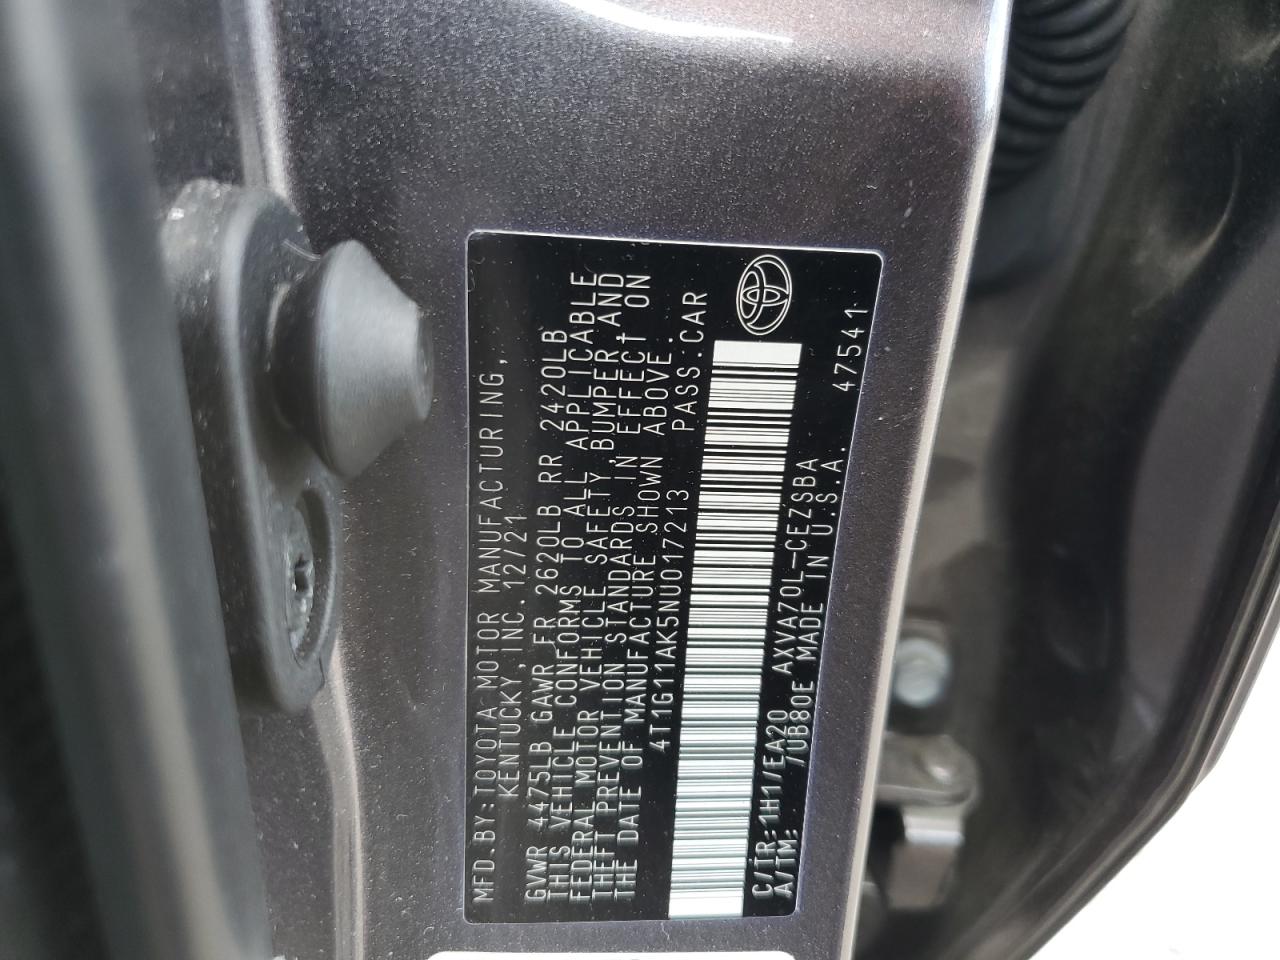 MFD.BY:TOYOTA MOTOR MANUFACTURING,
KENTUCKY,INC. 12/21
GVWR 4475LB GAWR FR 2620LB RR 2420LB
THIS VEHICLE CONFORMS TO ALL APPLICABLE
FEDERAL MOTOR VEHICLE SAFETY,BUMPER,AND
THEFT PREVENTION STANDARDS IN EFFECT ON
THE DATE OF MANUFACTURE SHOWN ABOVE.
4T1G11AK5NU017213 PASS.CAR
C/TR:1H1/EA20 AXVA70L-CEZSBA
A/TM: /UB80E MADE IN U.S.A. 47541